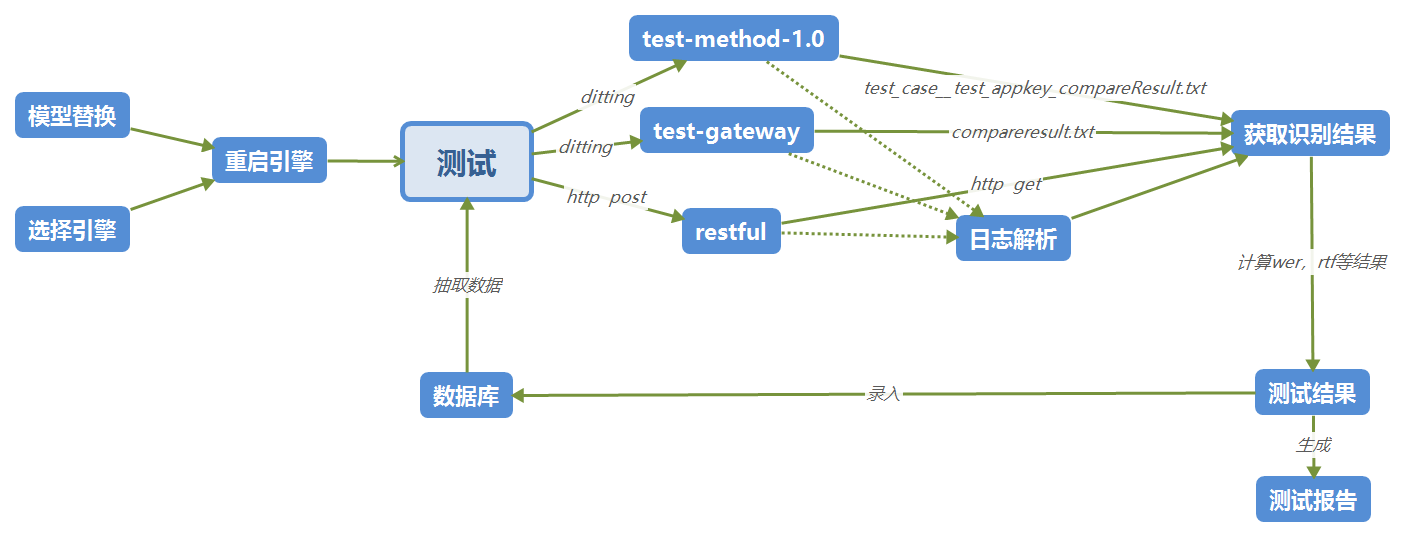 test-method-1.0
ditting
test_case__test_appkey_compareResult.txt
模型替换
获取识别结果
test-gateway
compareresult.txt
ditting
重启引擎
测试
http post
http get
选择引擎
restful
日志解析
计算wer，rtf等结果
抽取数据
数据库
录入
测试结果
生成
测试报告